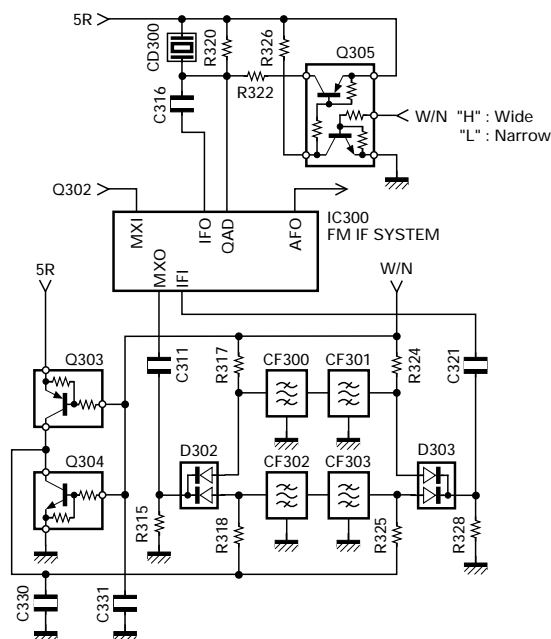 5R
CD300
R320
R326
Q305
C316
R322
W/N "H" : Wide
"L" : Narrow
Q302
MXI
IFO
QAD
AFO
IC300
FM IF SYSTEM
MXO
IFI
5R
W/N
Q303
C311
R317
CF300
CF301
R324
C321
Q304
D302
CF302
CF303
D303
R315
R318
R325
R328
C330
C331